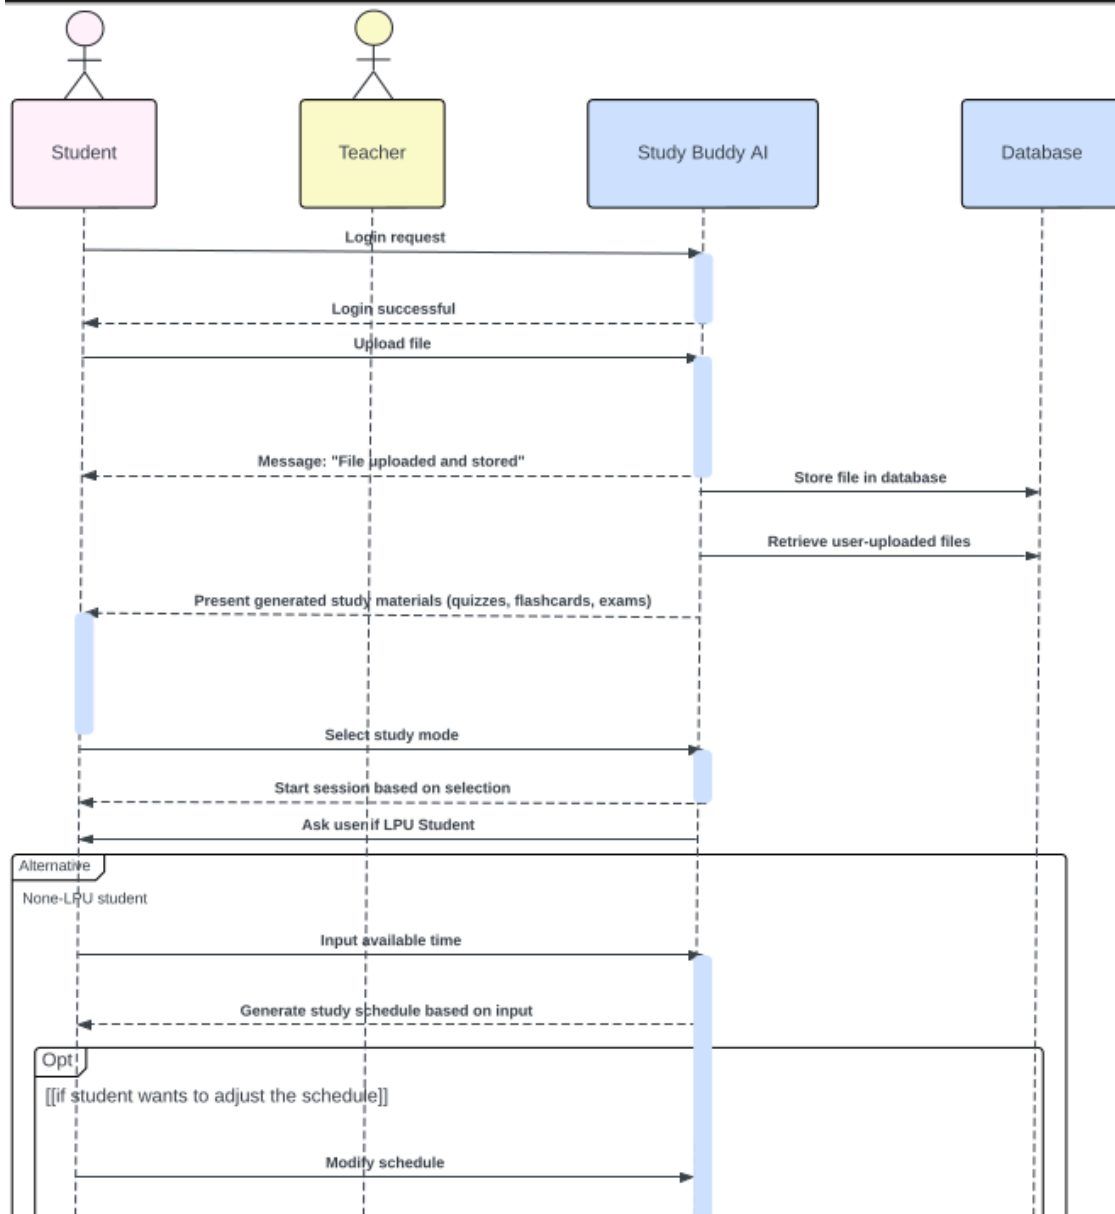 Student
Teacher
Study Buddy AI
Database
Login request
Login successful
Upload file
Message: "File uploaded and stored"
Store file in database
Retrieve user-uploaded files
Present generated study materials (quizzes, flashcards, exams)
Select study mode
Start session based on selection
Ask user if LPU Student
Alternative
None-LPU student
Input available time
Generate study schedule based on input
Opt
[[if student wants to adjust the schedule]]
Modify schedule